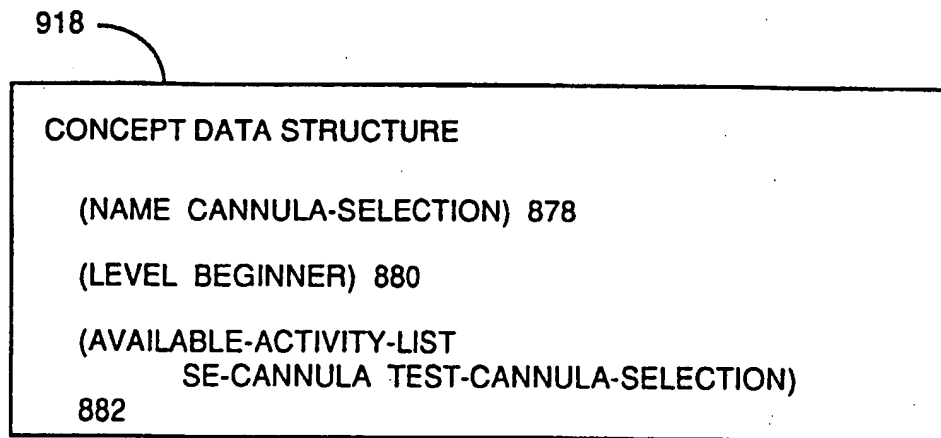 918
CONCEPT DATA STRUCTURE
(NAME CANNULA-SELECTION) 878
(LEVEL BEGINNER) 880
(AVAILABLE-ACTIVITY-LIST
SE-CANNULA TEST-CANNULA-SELECTION)
882